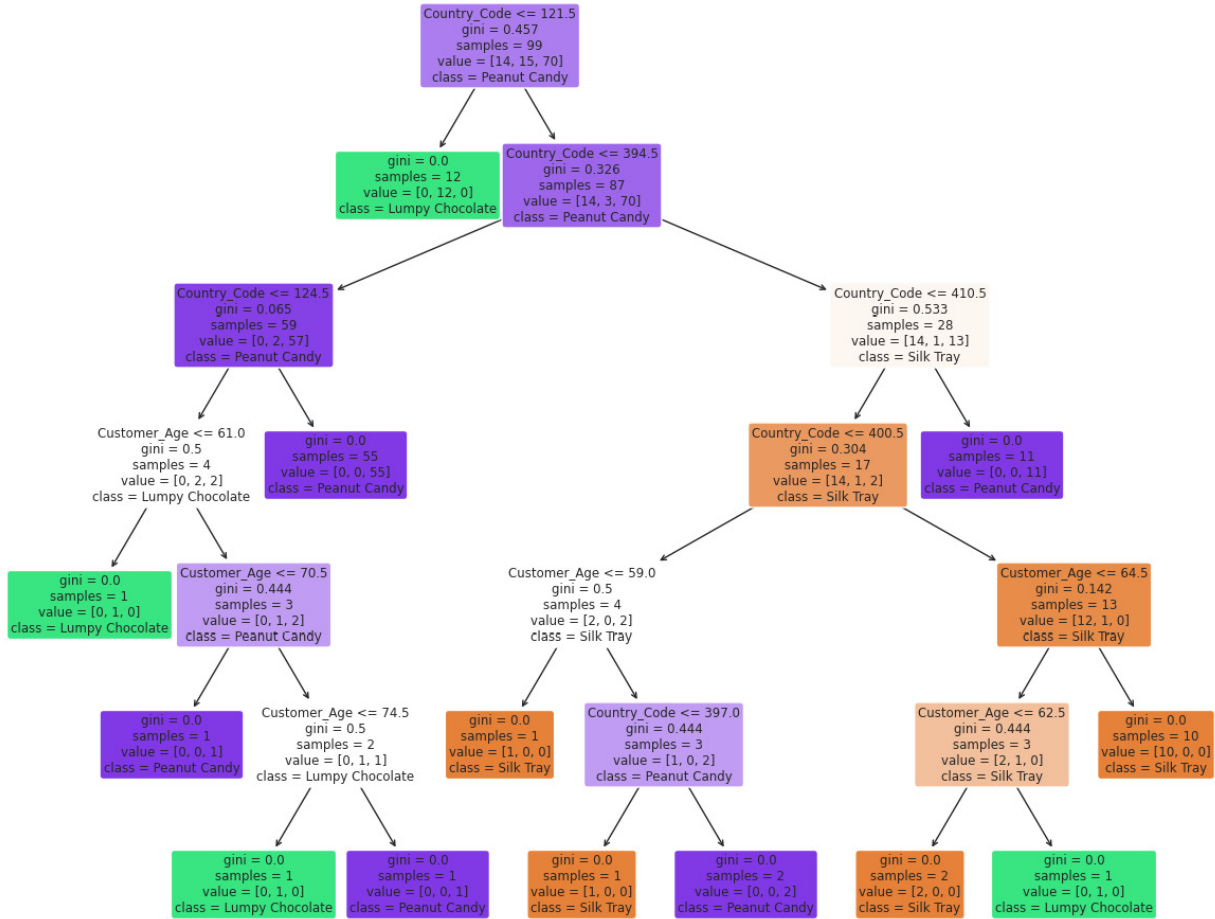 Country_Code <= 121.5
gini = 0.457
samples = 99
value = [14, 15, 70]
class = Peanut Candy
gini = 0.0
samples = 12
value = [0, 12, 0]
class = Lumpy Chocolate
Country_Code <= 394.5
gini = 0.326
samples = 87
value = [14, 3, 70]
class = Peanut Candy
Country_Code <= 124.5
gini = 0.065
samples = 59
value = [0, 2, 57]
class = Peanut Candy
Country_Code <= 410.5
gini = 0.533
samples = 28
value = [14, 1, 13]
class = Silk Tray
Customer_Age <= 61.0
gini = 0.5
samples = 4
value = [0, 2, 2]
class = Lumpy Chocolate
gini = 0.0
samples = 55
value = [0, 0, 55]
class = Peanut Candy
Country_Code <= 400.5
gini = 0.304
samples = 17
value = [14, 1, 2]
class = Silk Tray
gini = 0.0
samples = 11
value = [0, 0, 11]
class = Peanut Candy
gini = 0.0
samples = 1
value = [0, 1, 0]
class = Lumpy Chocolate
Customer_Age <= 70.5
gini = 0.444
samples = 3
value = [0, 1, 2]
class = Peanut Candy
Customer_Age <= 59.0
gini = 0.5
samples = 4
value = [2, 0, 2]
class = Silk Tray
Customer_Age <= 64.5
gini = 0.142
samples = 13
value = [12, 1, 0]
class = Silk Tray
gini = 0.0
samples = 1
value = [0, 0, 1]
class = Peanut Candy
Customer_Age <= 74.5
gini = 0.5
samples = 2
value = [0, 1, 1]
class = Lumpy Chocolate
gini = 0.0
samples = 1
value = [1, 0, 0]
class = Silk Tray
Country_Code <= 397.0
gini = 0.444
samples = 3
value = [1, 0, 2]
class = Peanut Candy
Customer_Age <= 62.5
gini = 0.444
samples = 3
value = [2, 1, 0]
class = Silk Tray
gini = 0.0
samples = 10
value = [10, 0, 0]
class = Silk Tray
gini = 0.0
samples = 1
value = [0, 1, 0]
class = Lumpy Chocolate
gini = 0.0
samples = 1
value = [0, 0, 1]
class = Peanut Candy
gini = 0.0
samples = 1
value = [1, 0, 0]
class = Silk Tray
gini = 0.0
samples = 2
value = [0, 0, 2]
class = Peanut Candy
gini = 0.0
samples = 2
value = [2, 0, 0]
class = Silk Tray
gini = 0.0
samples = 1
value = [0, 1, 0]
class = Lumpy Chocolate